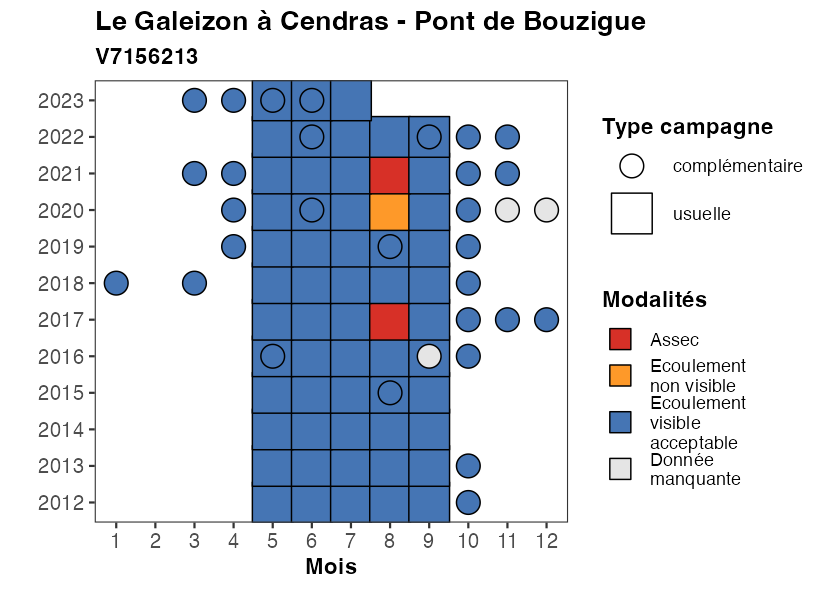 Le Galeizon à Cendras - Pont de Bouzigue
V7156213
2023
2022
2021
2020
2019
2018
2017
2016
2015
2014
2013
2012
1 2 3 4 5 6 7 8 9 10 11 12
Mois
Type campagne
complémentaire
usuelle
Modalités
Assec
Ecoulement
non visible
Ecoulement
visible
acceptable
Donnée
manquante